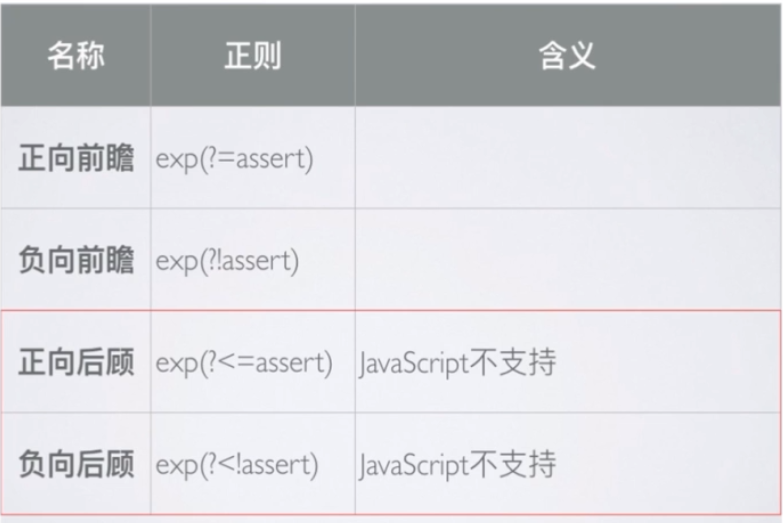 名称 正则 含义
正向前瞻 exp(?=assert)
负向前瞻 exp(?!assert)
正向后顾 exp(?<=assert) JavaScript不支持
负向后顾 exp(?<!assert) JavaScript不支持